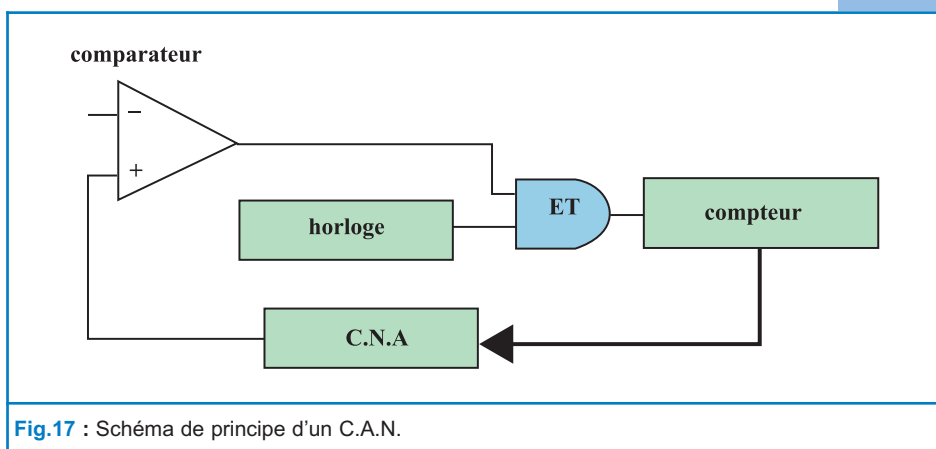 comparateur
−
+
ET
horloge
compteur
C.N.A
Fig.17 : Schéma de principe d'un C.A.N.